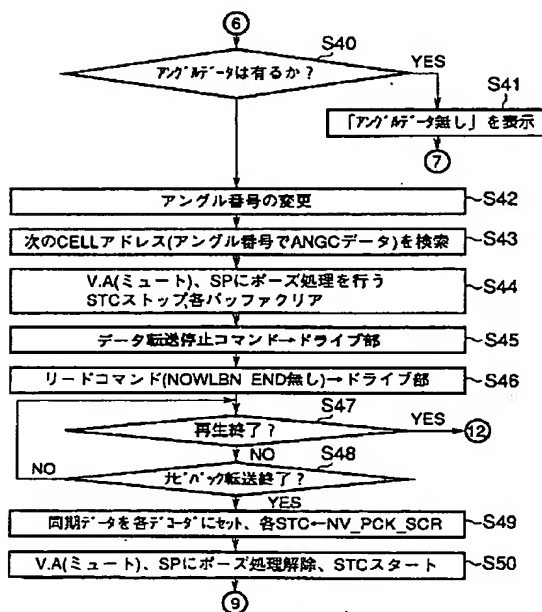 ⑥
S40
アングルデータは有るか？
YES
S41
「アングルデータ無し」を表示
⑦
アングル番号の変更
S42
次のCELLアドレス(アングル番号でANGCデータ)を検索
S43
V.A(ミュート)、SPにポーズ処理を行う
STCストップ,各バッファクリア
S44
データ転送停止コマンド→ドライブ部
S45
リードコマンド(NOWLBN END無し)→ドライブ部
S46
S47
再生終了？
YES
⑫
NO
S48
NO
ナビパック転送終了？
YES
同期データを各デコーダにセット、各STC←NV_PCK_SCR
S49
V.A(ミュート)、SPにポーズ処理解除、STCスタート
S50
⑨